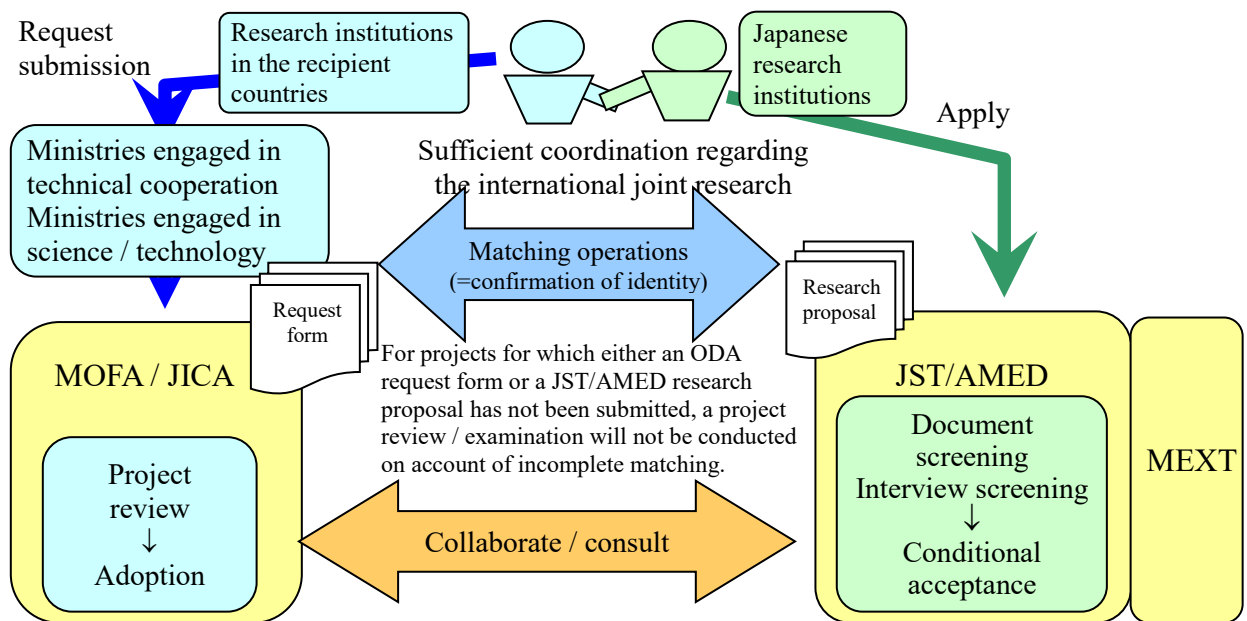 Request
submission
Research institutions
in the recipient
countries
Japanese
research
institutions
Apply
Ministries engaged in
technical cooperation
Ministries engaged in
science / technology
Sufficient coordination regarding
the international joint research
Matching operations
(=confirmation of identity)
Request
form
Research
proposal
For projects for which either an ODA
request form or a JST/AMED research
proposal has not been submitted, a project
review / examination will not be conducted
on account of incomplete matching.
MOFA / JICA
Project
review
↓
Adoption
Collaborate / consult
JST/AMED
Document
screening
Interview screening
↓
Conditional
acceptance
MEXT